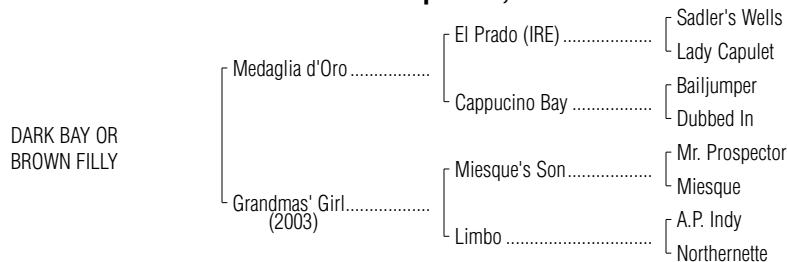 DARK BAY OR
BROWN FILLY
Medaglia d'Oro .................
Grandmas' Girl.................
(2003)
El Prado (IRE) ..................
Cappucino Bay ................
Miesque's Son.................
Limbo .............................
Sadler's Wells
Lady Capulet
Bailjumper
Dubbed In
Mr. Prospector
Miesque
A.P. Indy
Northernette